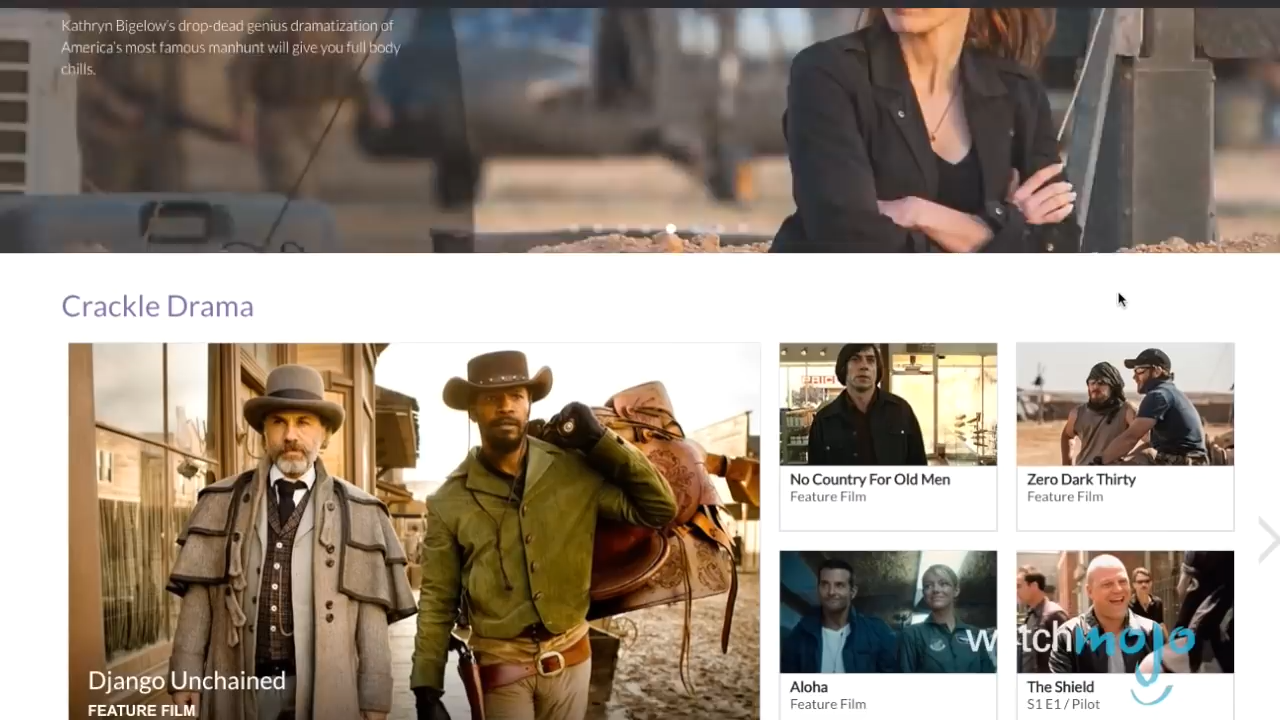 Kathryn Bigelow's drop-dead genius dramatization of
America's most famous manhunt will give you full body
chills.
Crackle Drama
PRIC
No Country For Old Men
Feature Film
Zero Dark Thirty
Feature Film
Django Unchained
FEATURE FILM
Aloha
Feature Film
The Shield
S1 E1 / Pilot
watchmojo